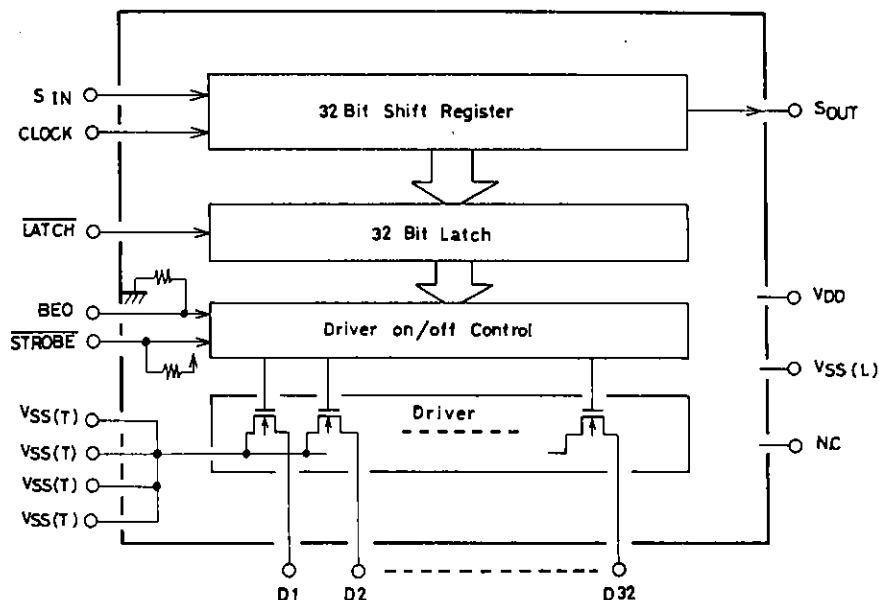 S IN
CLOCK
32 Bit Shift Register
SOUT
LATCH
32 Bit Latch
BEO
STROBE
Driver on/off Control
VDD
VSS(L)
N.C
VSS(T)
VSS(T)
VSS(T)
VSS(T)
Driver
D1
D2
D32